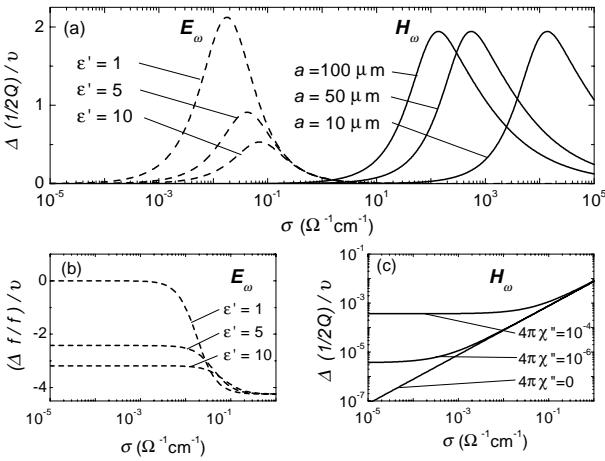 (a)
E_ω
H_ω
2
1
0
Δ (1/2Q) / υ
ε' = 1
ε' = 5
ε' = 10
a =100 μm
a = 50 μm
a = 10 μm
10^-5 10^-3 10^-1 10^1 10^3 10^5
σ (Ω^-1cm^-1)
(b)
E_ω
0
-2
-4
(Δ f / f ) / υ
ε' = 1
ε' = 5
ε' = 10
10^-5 10^-3 10^-1
σ (Ω^-1cm^-1)
(c)
H_ω
10^-1
10^-3
10^-5
10^-7
Δ (1/2Q) / υ
4πχ''=10^-4
4πχ''=10^-6
4πχ''=0
10^-5 10^-3 10^-1
σ (Ω^-1cm^-1)